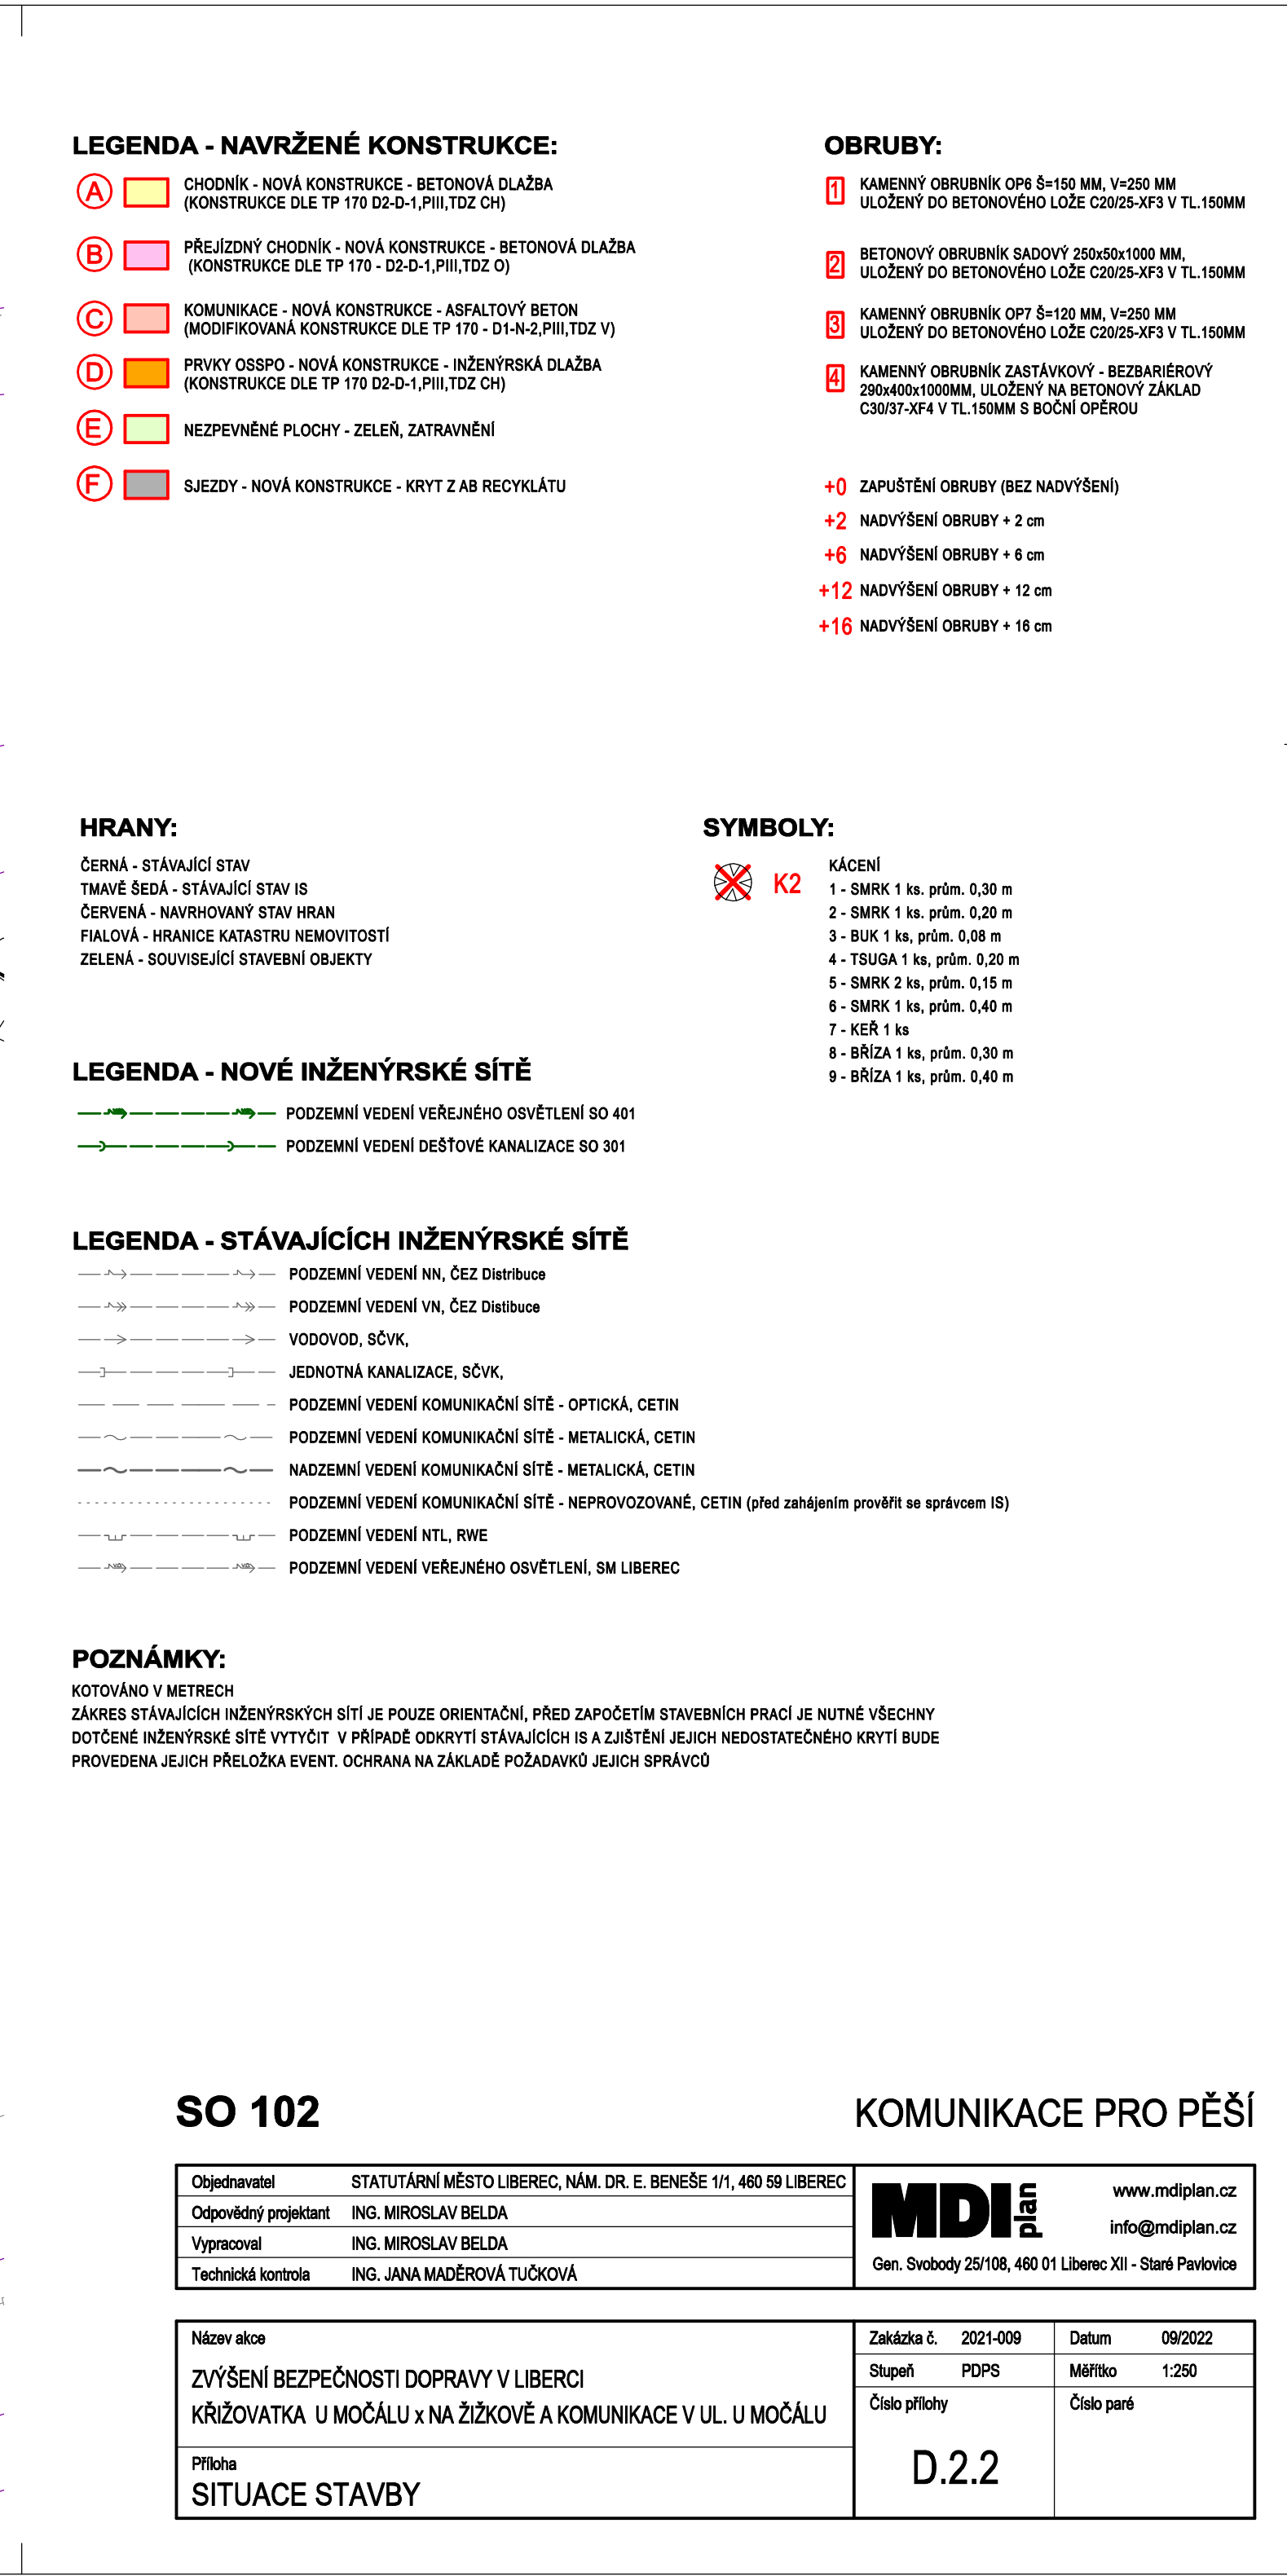 LEGENDA - NAVRŽENÉ KONSTRUKCE:
A CHODNÍK - NOVÁ KONSTRUKCE - BETONOVÁ DLAŽBA
(KONSTRUKCE DLE TP 170 D2-D-1,PIII,TDZ CH)
B PŘEJÍZDNÝ CHODNÍK - NOVÁ KONSTRUKCE - BETONOVÁ DLAŽBA
(KONSTRUKCE DLE TP 170 - D2-D-1,PIII,TDZ O)
C KOMUNIKACE - NOVÁ KONSTRUKCE - ASFALTOVÝ BETON
(MODIFIKOVANÁ KONSTRUKCE DLE TP 170 - D1-N-2,PIII,TDZ V)
D PRVKY OSSPO - NOVÁ KONSTRUKCE - INŽENÝRSKÁ DLAŽBA
(KONSTRUKCE DLE TP 170 D2-D-1,PIII,TDZ CH)
E NEZPEVNĚNÉ PLOCHY - ZELEŇ, ZATRAVNĚNÍ
F SJEZDY - NOVÁ KONSTRUKCE - KRYT Z AB RECYKLÁTU
OBRUBY:
1 KAMENNÝ OBRUBNÍK OP6 Š=150 MM, V=250 MM
ULOŽENÝ DO BETONOVÉHO LOŽE C20/25-XF3 V TL.150MM
2 BETONOVÝ OBRUBNÍK SADOVÝ 250x50x1000 MM,
ULOŽENÝ DO BETONOVÉHO LOŽE C20/25-XF3 V TL.150MM
3 KAMENNÝ OBRUBNÍK OP7 Š=120 MM, V=250 MM
ULOŽENÝ DO BETONOVÉHO LOŽE C20/25-XF3 V TL.150MM
4 KAMENNÝ OBRUBNÍK ZASTÁVKOVÝ - BEZBARIÉROVÝ
290x400x1000MM, ULOŽENÝ NA BETONOVÝ ZÁKLAD
C30/37-XF4 V TL.150MM S BOČNÍ OPĚROU
+0 ZAPUŠTĚNÍ OBRUBY (BEZ NADVÝŠENÍ)
+2 NADVÝŠENÍ OBRUBY + 2 cm
+6 NADVÝŠENÍ OBRUBY + 6 cm
+12 NADVÝŠENÍ OBRUBY + 12 cm
+16 NADVÝŠENÍ OBRUBY + 16 cm
HRANY:
ČERNÁ - STÁVAJÍCÍ STAV
TMAVĚ ŠEDÁ - STÁVAJÍCÍ STAV IS
ČERVENÁ - NAVRHOVANÝ STAV HRAN
FIALOVÁ - HRANICE KATASTRU NEMOVITOSTÍ
ZELENÁ - SOUVISEJÍCÍ STAVEBNÍ OBJEKTY
SYMBOLY:
K2 KÁCENÍ
1 - SMRK 1 ks. prům. 0,30 m
2 - SMRK 1 ks. prům. 0,20 m
3 - BUK 1 ks, prům. 0,08 m
4 - TSUGA 1 ks, prům. 0,20 m
5 - SMRK 2 ks, prům. 0,15 m
6 - SMRK 1 ks, prům. 0,40 m
7 - KEŘ 1 ks
8 - BŘÍZA 1 ks, prům. 0,30 m
9 - BŘÍZA 1 ks, prům. 0,40 m
LEGENDA - NOVÉ INŽENÝRSKÉ SÍTĚ
PODZEMNÍ VEDENÍ VEŘEJNÉHO OSVĚTLENÍ SO 401
PODZEMNÍ VEDENÍ DEŠŤOVÉ KANALIZACE SO 301
LEGENDA - STÁVAJÍCÍCH INŽENÝRSKÉ SÍTĚ
PODZEMNÍ VEDENÍ NN, ČEZ Distribuce
PODZEMNÍ VEDENÍ VN, ČEZ Distibuce
VODOVOD, SČVK,
JEDNOTNÁ KANALIZACE, SČVK,
PODZEMNÍ VEDENÍ KOMUNIKAČNÍ SÍTĚ - OPTICKÁ, CETIN
PODZEMNÍ VEDENÍ KOMUNIKAČNÍ SÍTĚ - METALICKÁ, CETIN
NADZEMNÍ VEDENÍ KOMUNIKAČNÍ SÍTĚ - METALICKÁ, CETIN
PODZEMNÍ VEDENÍ KOMUNIKAČNÍ SÍTĚ - NEPROVOZOVANÉ, CETIN (před zahájením prověřit se správcem IS)
PODZEMNÍ VEDENÍ NTL, RWE
PODZEMNÍ VEDENÍ VEŘEJNÉHO OSVĚTLENÍ, SM LIBEREC
POZNÁMKY:
KOTOVÁNO V METRECH
ZÁKRES STÁVAJÍCÍCH INŽENÝRSKÝCH SÍTÍ JE POUZE ORIENTAČNÍ, PŘED ZAPOČETÍM STAVEBNÍCH PRACÍ JE NUTNÉ VŠECHNY
DOTČENÉ INŽENÝRSKÉ SÍTĚ VYTYČIT V PŘÍPADĚ ODKRYTÍ STÁVAJÍCÍCH IS A ZJIŠTĚNÍ JEJICH NEDOSTATEČNÉHO KRYTÍ BUDE
PROVEDENA JEJICH PŘELOŽKA EVENT. OCHRANA NA ZÁKLADĚ POŽADAVKŮ JEJICH SPRÁVCŮ
SO 102 KOMUNIKACE PRO PĚŠÍ
Objednavatel STATUTÁRNÍ MĚSTO LIBEREC, NÁM. DR. E. BENEŠE 1/1, 460 59 LIBEREC
Odpovědný projektant ING. MIROSLAV BELDA
Vypracoval ING. MIROSLAV BELDA
Technická kontrola ING. JANA MADĚROVÁ TUČKOVÁ
MDI plan
www.mdiplan.cz
info@mdiplan.cz
Gen. Svobody 25/108, 460 01 Liberec XII - Staré Pavlovice
Název akce
ZVÝŠENÍ BEZPEČNOSTI DOPRAVY V LIBERCI
KŘIŽOVATKA U MOČÁLU x NA ŽIŽKOVĚ A KOMUNIKACE V UL. U MOČÁLU
Příloha
SITUACE STAVBY
Zakázka č. 2021-009 Datum 09/2022
Stupeň PDPS Měřítko 1:250
Číslo přílohy Číslo paré
D.2.2